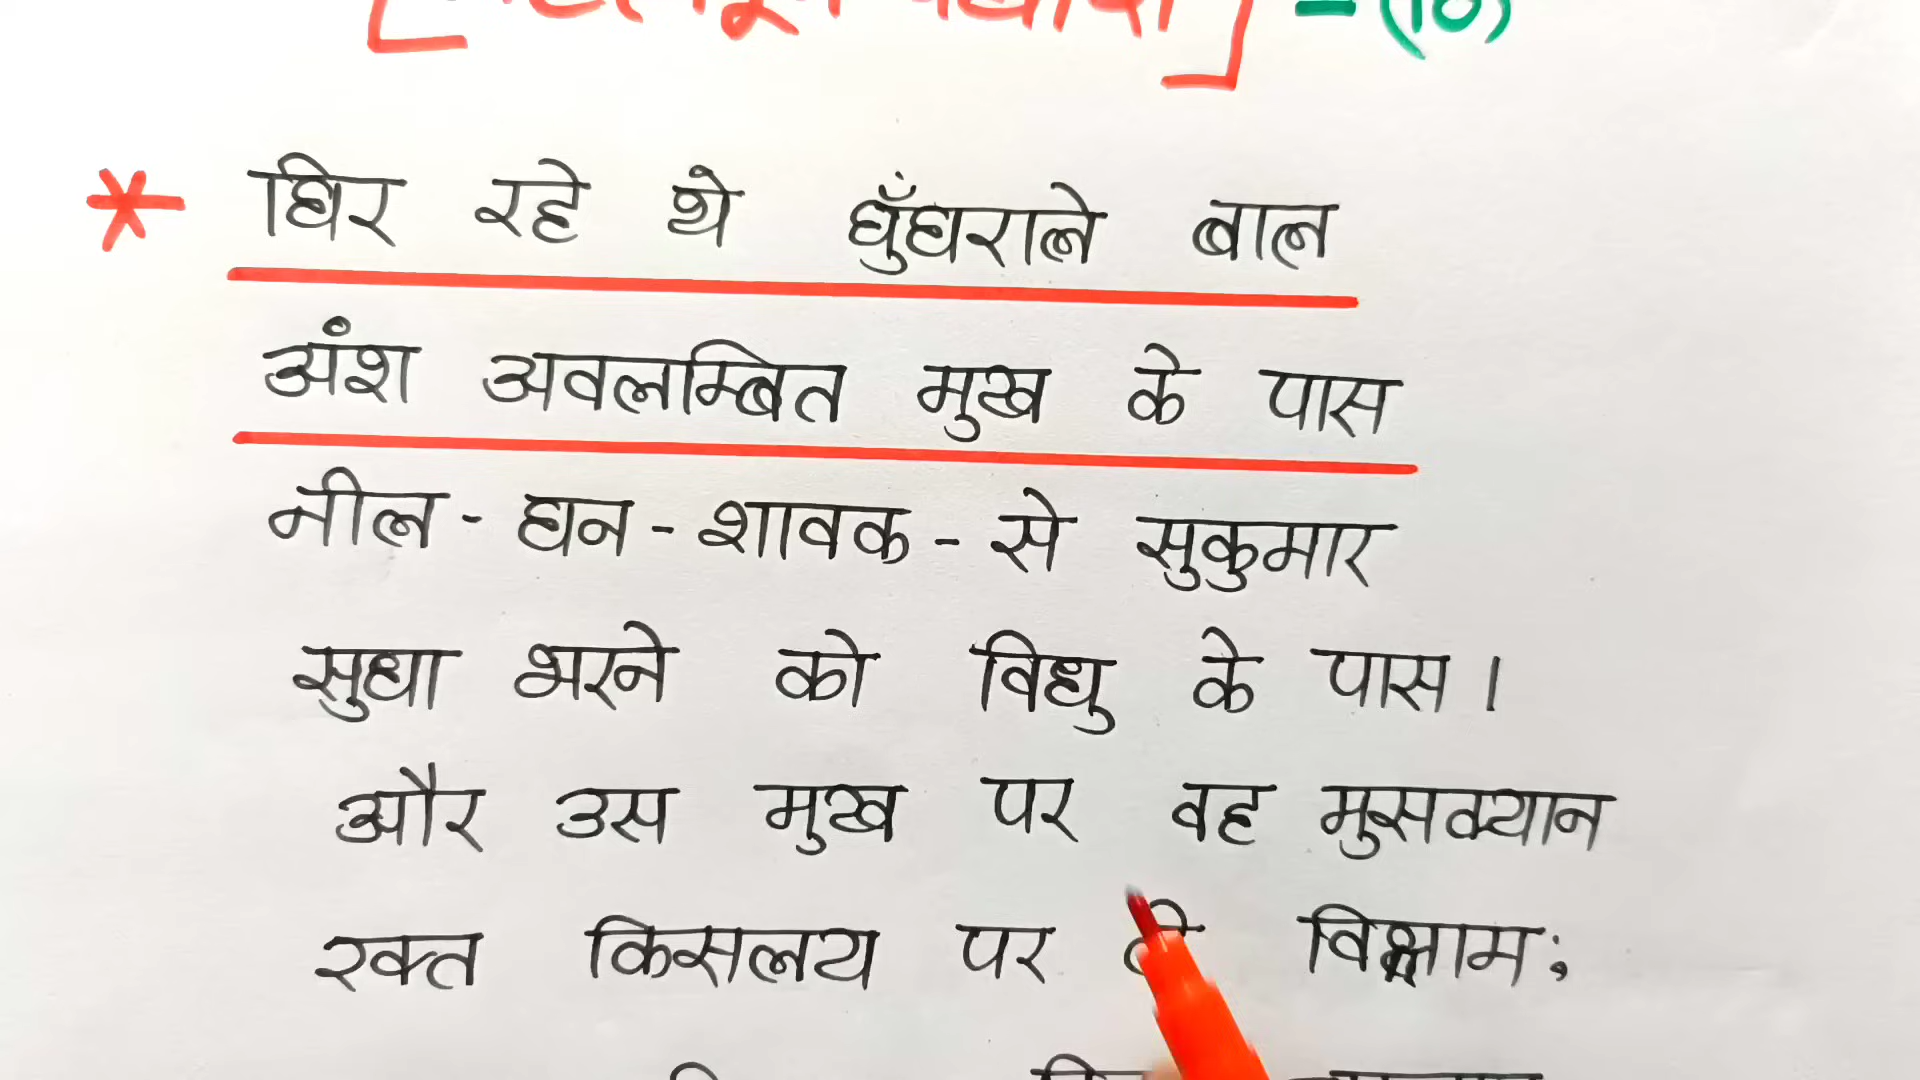 घिर रहे थे घुँघराले बाल
अंश अवलम्बित मुख के पास
नील - घन - शावक - से सुकुमार
सुधा भरने को विधु के पास।
और उस मुख पर वह मुसक्यान
रक्त किसलय पर विश्राम;